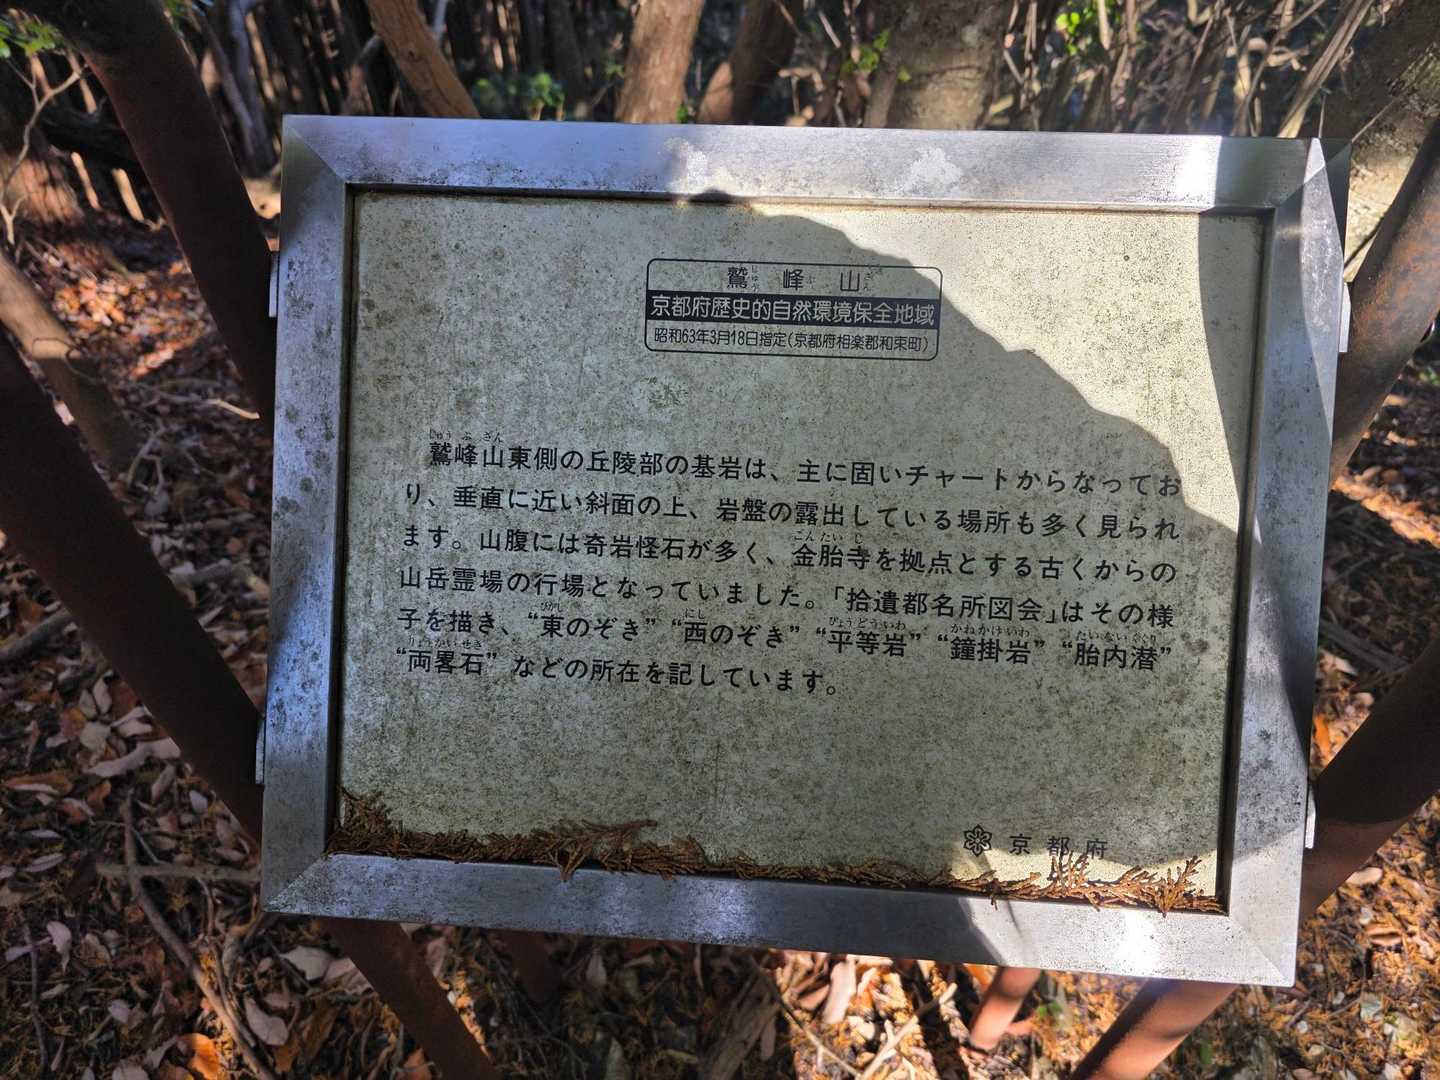 鷲峰山
京都府歴史的自然環境保全地域
昭和63年3月18日指定(京都府相楽郡和束町)
鷲峰山東側の丘陵部の基岩は、主に固いチャートからなってお
り、垂直に近い斜面の上、岩盤の露出している場所も多く見られ
ます。山腹には奇岩怪石が多く、金胎寺を拠点とする古くからの
山岳霊場の行場となっていました。「拾遺都名所図会」はその様
子を描き、“東のぞき”“西のぞき”“平等岩”“鐘掛岩”“胎内潜”
“両畧石”などの所在を記しています。
京都府